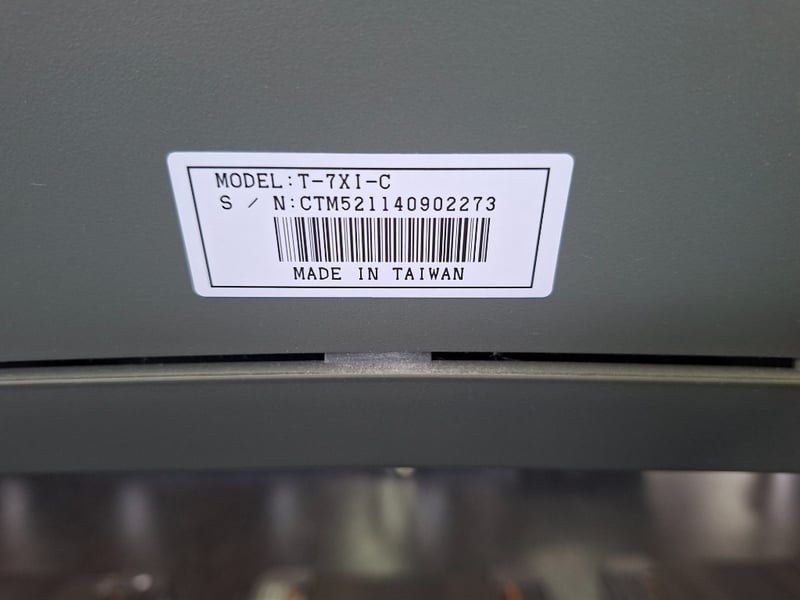 MODEL:T-7XI-C
S / N:CTM521140902273
MADE IN TAIWAN